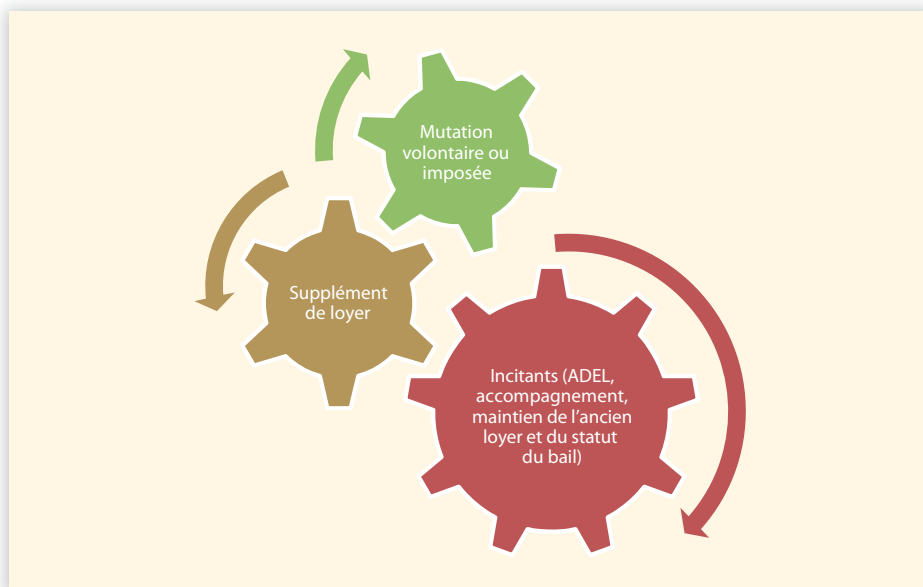 Mutation
volontaire ou
imposée
Supplément
de loyer
Incitants (ADEL,
accompagnement,
maintien de l’ancien
loyer et du statut
du bail)